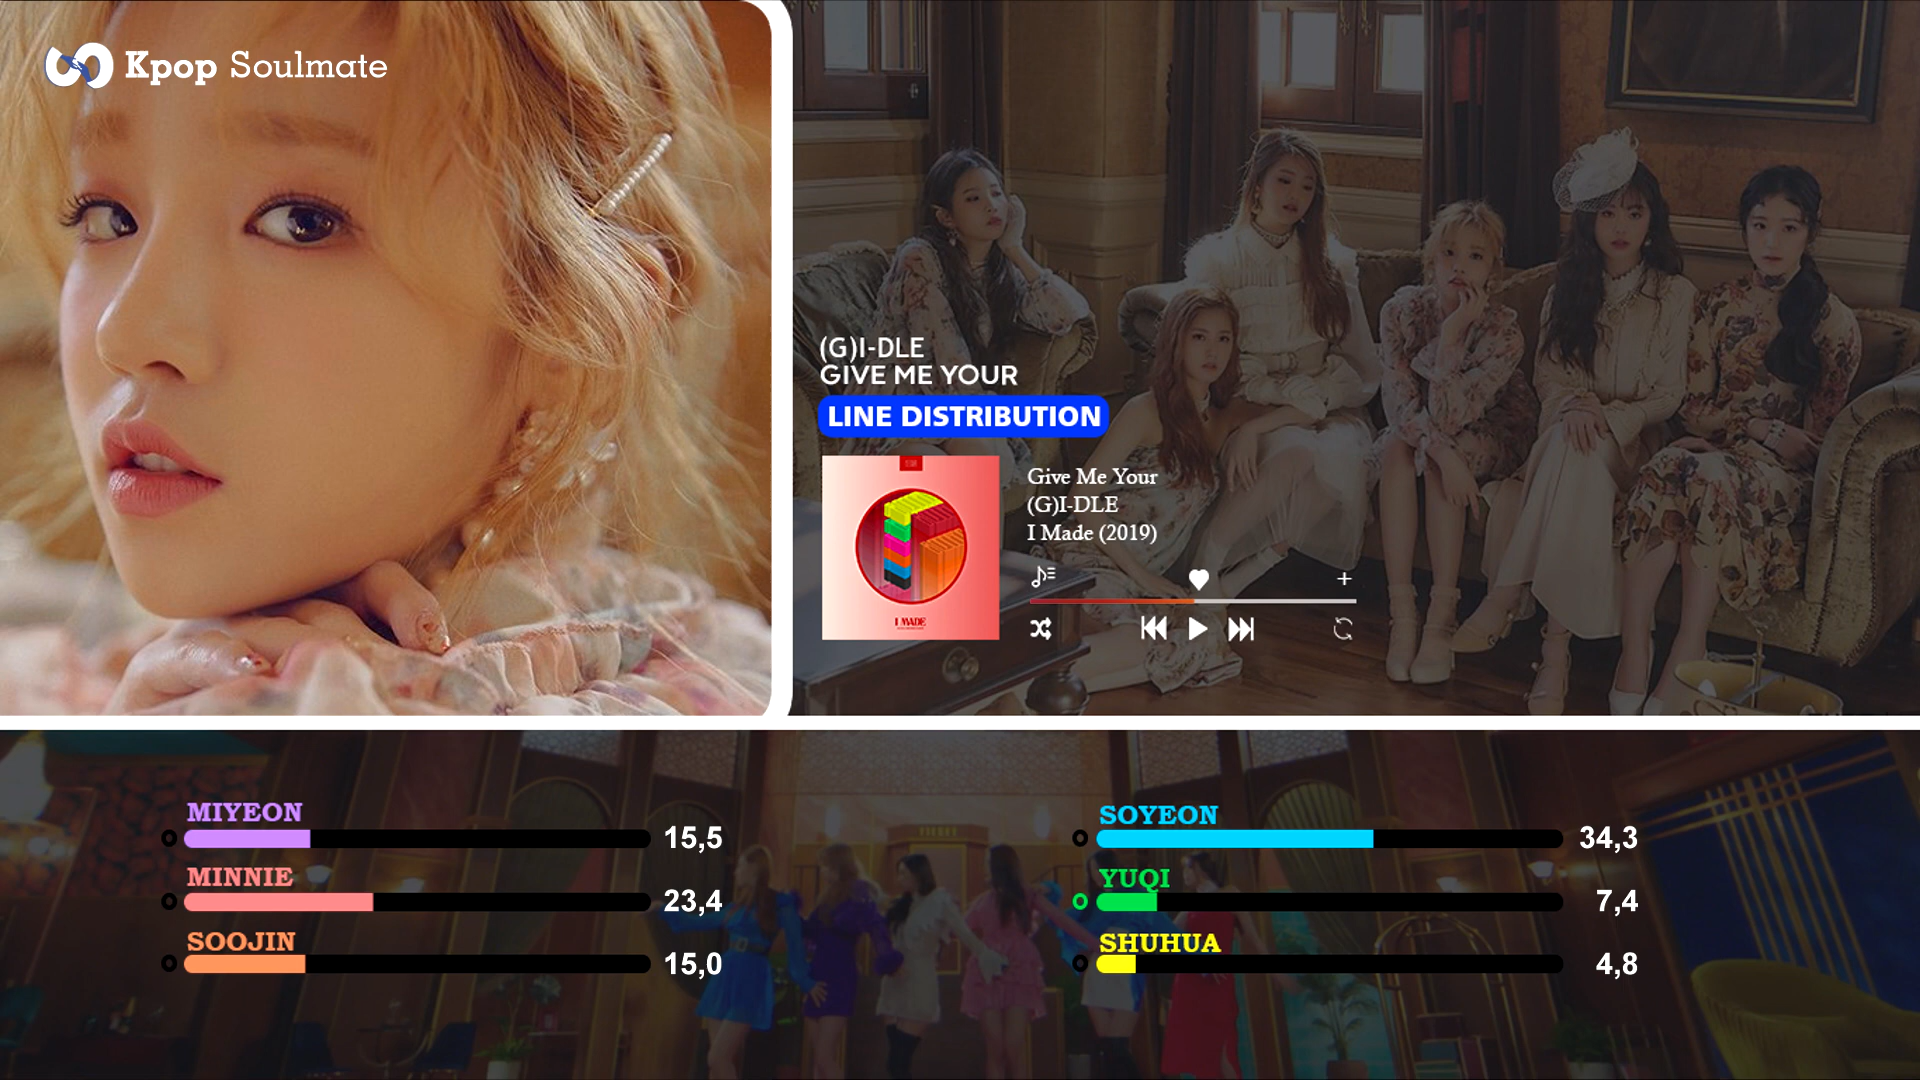 Kpop Soulmate
(G)I-DLE
GIVE ME YOUR
LINE DISTRIBUTION
Give Me Your
(G)I-DLE
I Made (2019)
I MADE
MIYEON
15,5
MINNIE
23,4
SOOJIN
15,0
SOYEON
34,3
YUQI
7,4
SHUHUA
4,8